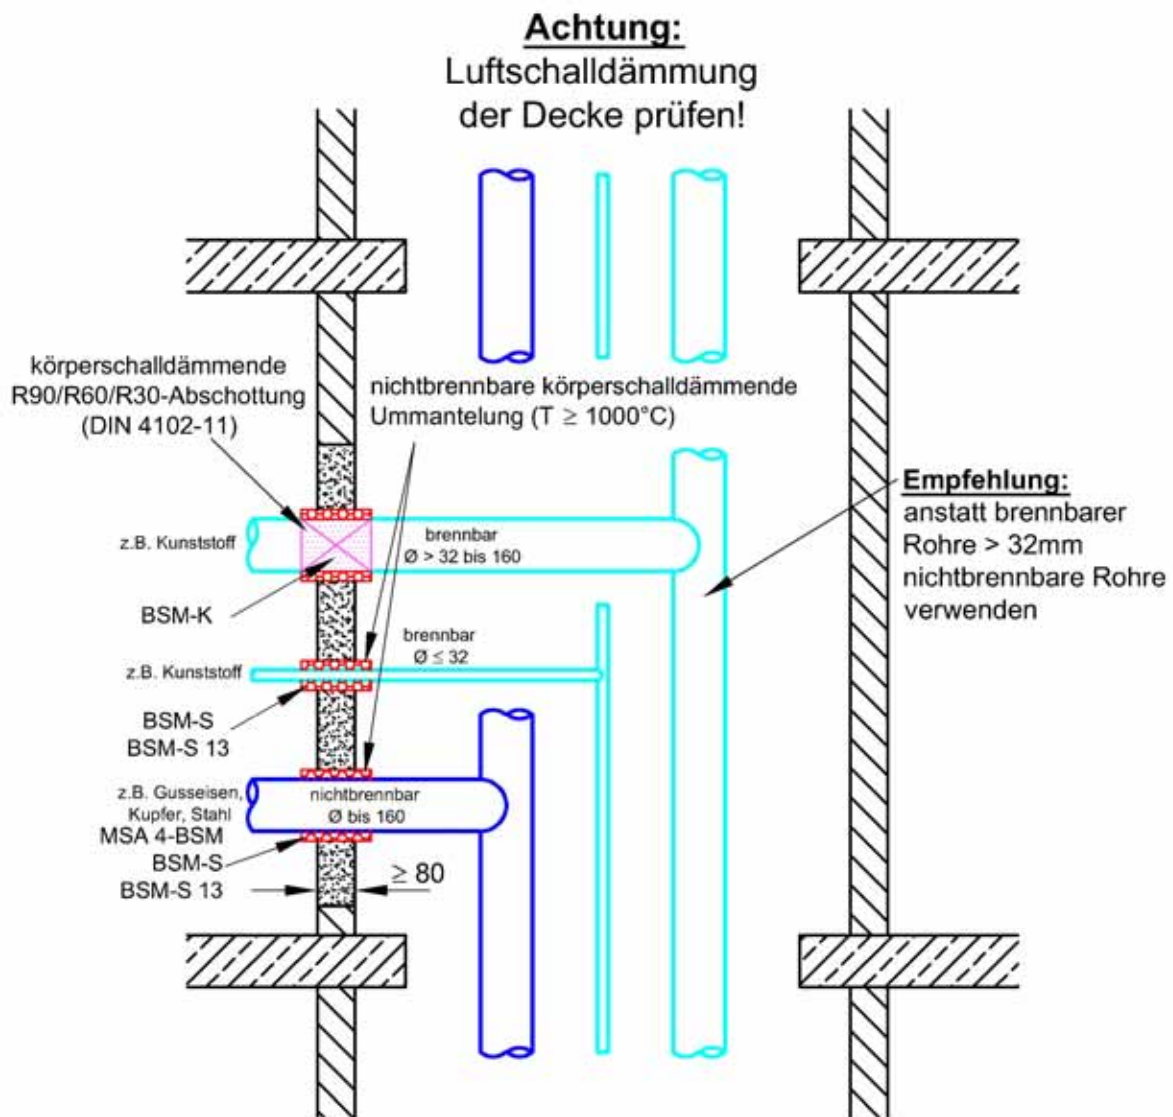 Achtung:
Luftschalldämmung
der Decke prüfen!
körperschalldämmende
R90/R60/R30-Abschottung
(DIN 4102-11)
nichtbrennbare körperschalldämmende
Ummantelung (T ≥ 1000°C)
Empfehlung:
anstatt brennbarer
Rohre > 32mm
nichtbrennbare Rohre
verwenden
z.B. Kunststoff
brennbar
Ø > 32 bis 160
BSM-K
brennbar
Ø ≤ 32
z.B. Kunststoff
BSM-S
BSM-S 13
z.B. Gusseisen,
Kupfer, Stahl
nichtbrennbar
Ø bis 160
MSA 4-BSM
BSM-S
BSM-S 13
≥ 80